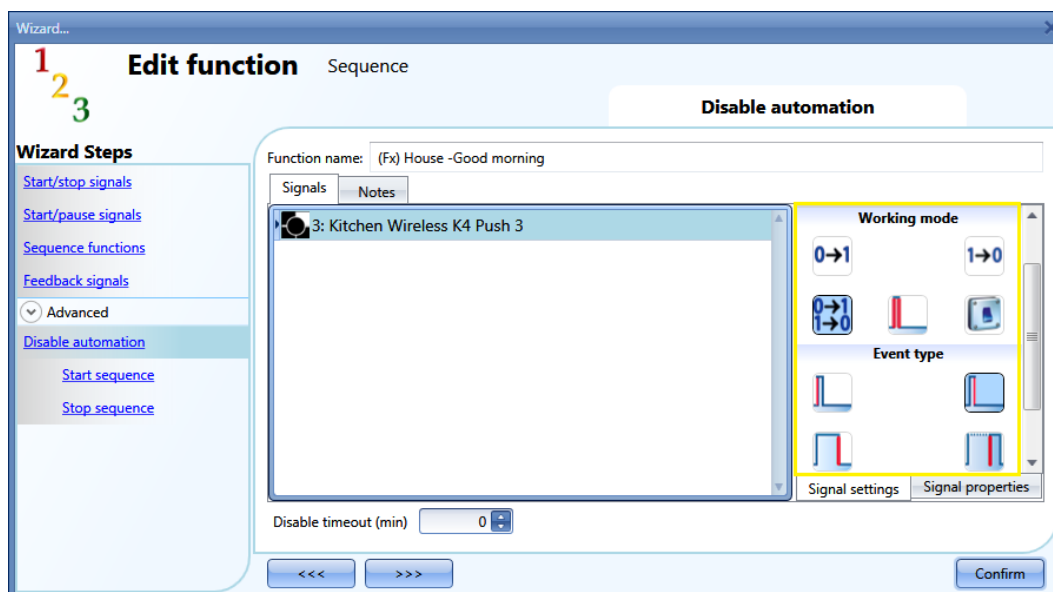 Wizard...
1
2
3
Edit function Sequence
Disable automation
Wizard Steps
Start/stop signals
Start/pause signals
Sequence functions
Feedback signals
Advanced
Disable automation
Start sequence
Stop sequence
Function name: (Fx) House -Good morning
Signals Notes
3: Kitchen Wireless K4 Push 3
Working mode
0→1 1→0
0→1
1→0
Event type
Signal settings Signal properties
Disable timeout (min) 0
<<< >>> Confirm